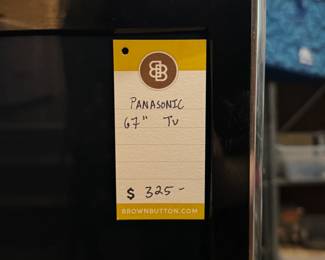 BB
PANASONIC
67" TV
$ 325-
BROWNBUTTON.COM